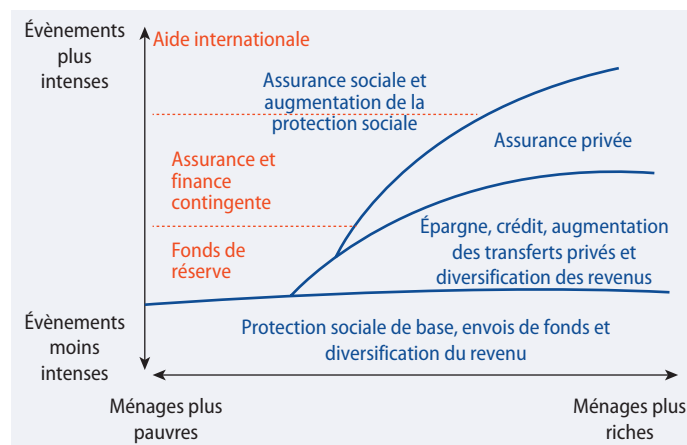 Évènements
plus
intenses
Aide internationale
Assurance sociale et
augmentation de la
protection sociale
Assurance privée
Assurance et
finance
contingente
Épargne, crédit, augmentation
des transferts privés et
diversification des revenus
Fonds de
réserve
Évènements
moins
intenses
Protection sociale de base, envois de fonds et
diversification du revenu
Ménages plus
pauvres
Ménages plus
riches